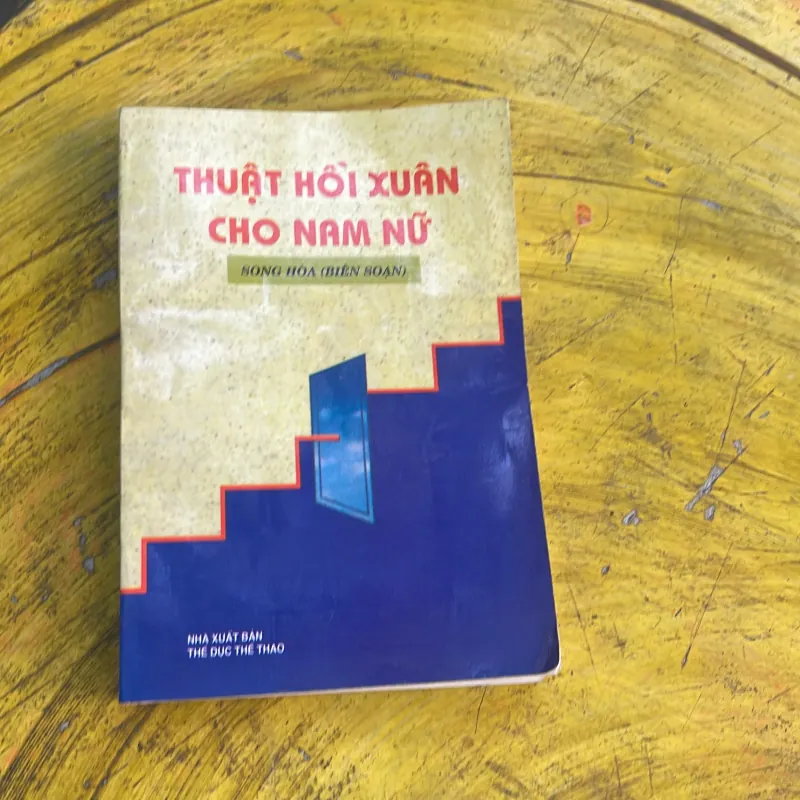 THUẬT HỒI XUÂN
CHO NAM NỮ
SONG HÒA (BIÊN SOẠN)
NHÀ XUẤT BẢN
THỂ DỤC THỂ THAO